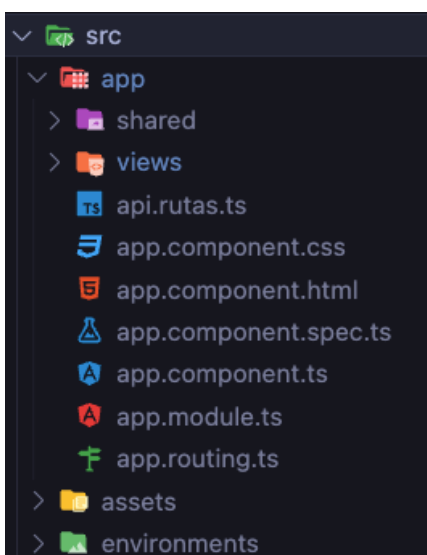 src
app
shared
views
TS api.rutas.ts
app.component.css
app.component.html
app.component.spec.ts
app.component.ts
app.module.ts
app.routing.ts
assets
environments